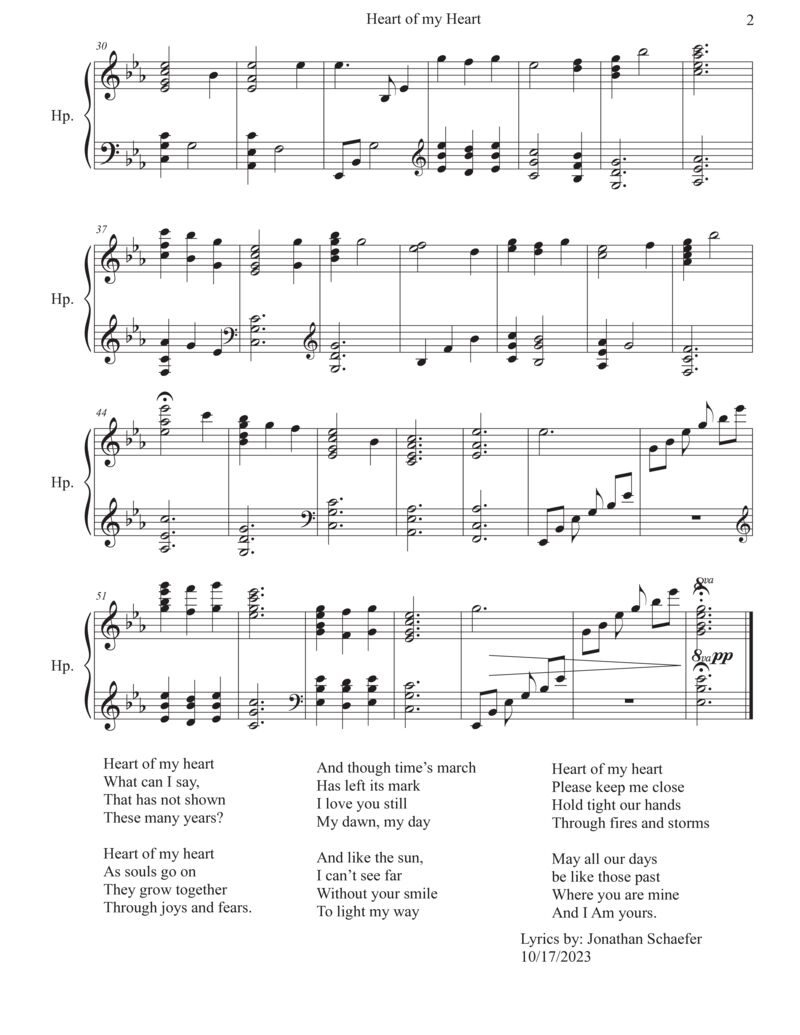 Heart of my Heart
2
30
Hp.
37
Hp.
44
Hp.
51
8va
Hp.
8va pp
Heart of my heart
What can I say,
That has not shown
These many years?
Heart of my heart
As souls go on
They grow together
Through joys and fears.
And though time’s march
Has left its mark
I love you still
My dawn, my day
And like the sun,
I can’t see far
Without your smile
To light my way
Heart of my heart
Please keep me close
Hold tight our hands
Through fires and storms
May all our days
be like those past
Where you are mine
And I Am yours.
Lyrics by: Jonathan Schaefer
10/17/2023